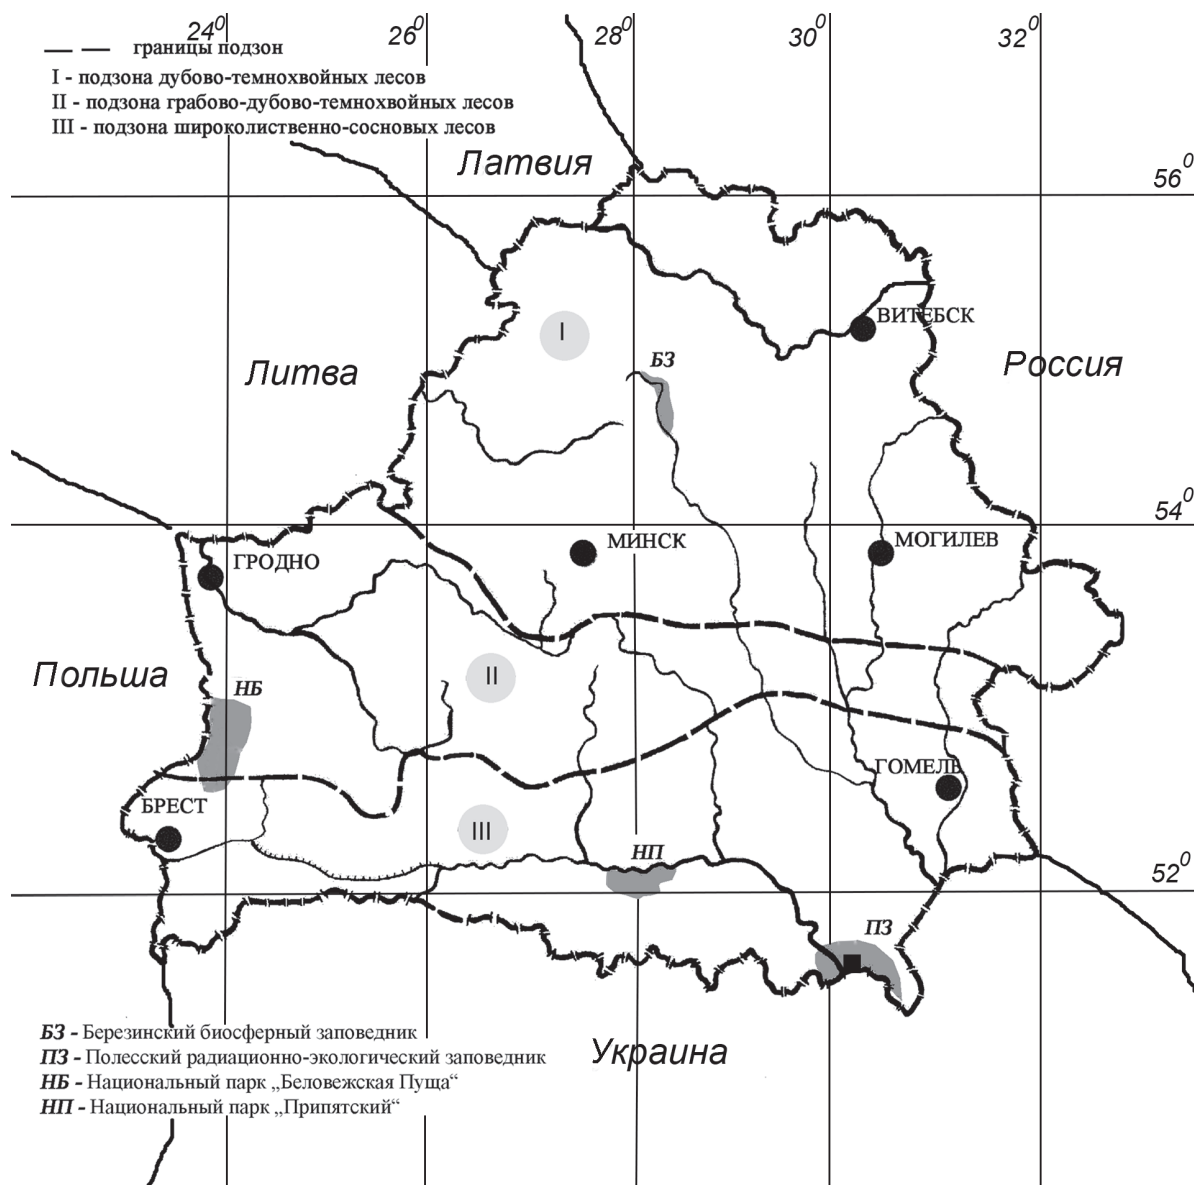 24⁰ 26⁰ 28⁰ 30⁰ 32⁰
границы подзон
I - подзона дубово-темнохвойных лесов
II - подзона грабово-дубово-темнохвойных лесов
III - подзона широколиственно-сосновых лесов
Латвия
56⁰
I
ВИТЕБСК
БЗ
Литва
Россия
54⁰
МИНСК
МОГИЛЕВ
ГРОДНО
Польша
НБ
II
ГОМЕЛЬ
БРЕСТ
III
НП
52⁰
ПЗ
БЗ - Березинский биосферный заповедник
Украина
ПЗ - Полесский радиационно-экологический заповедник
НБ - Национальный парк „Беловежская Пуща“
НП - Национальный парк „Припятский“